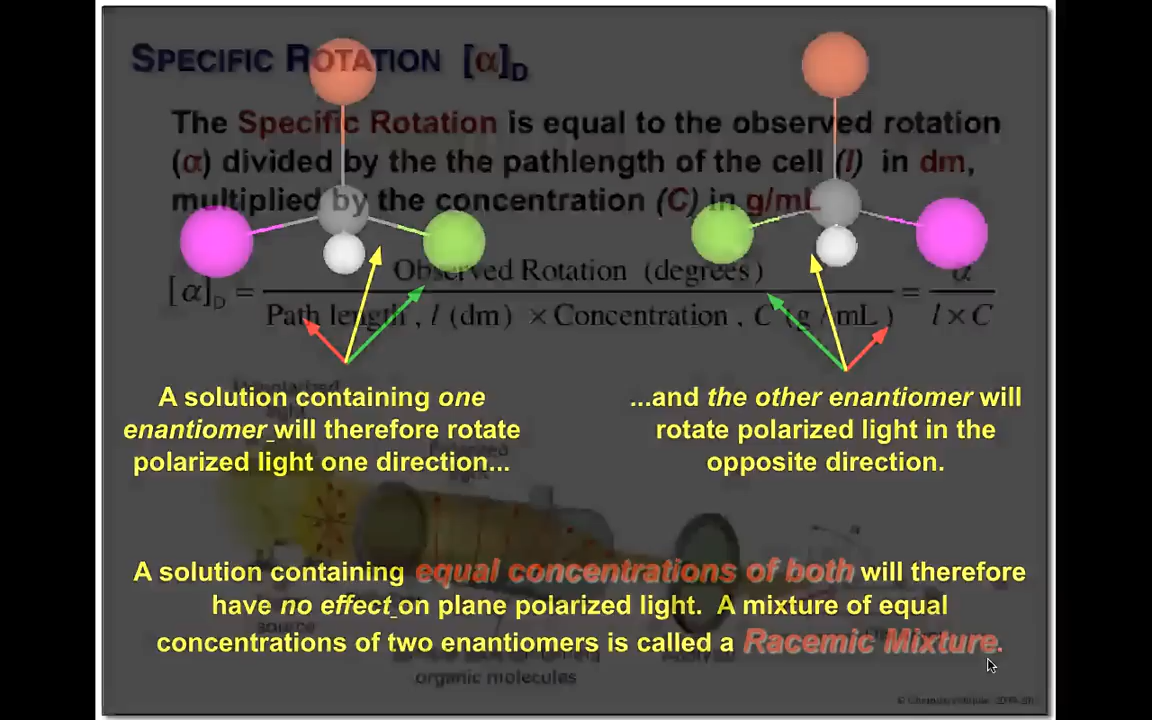 SPECIFIC ROTATION [α]D
The Specific Rotation is equal to the observed rotation
(α) divided by the the pathlength of the cell (l) in dm,
multiplied by the concentration (C) in g/mL
[α]D = Observed Rotation (degrees) / Path length , l (dm) × Concentration , C (g / mL ) = α / l × C
A solution containing one
enantiomer will therefore rotate
polarized light one direction...
...and the other enantiomer will
rotate polarized light in the
opposite direction.
A solution containing equal concentrations of both will therefore
have no effect on plane polarized light. A mixture of equal
concentrations of two enantiomers is called a Racemic Mixture.
organic molecules